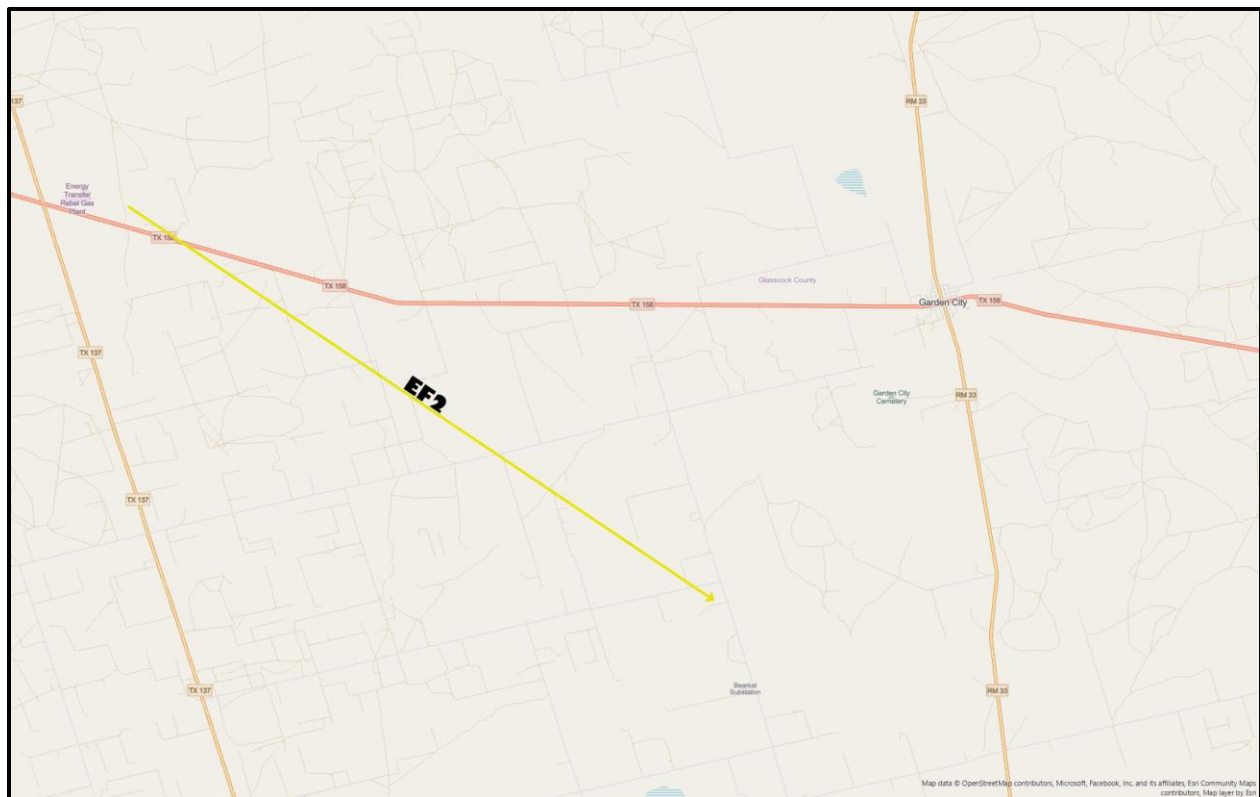 RM 33
137
Energy
Transfer
Rebel Gas
Plant
TX 158
Glasscock County
TX 158
TX 158
Garden City
TX 158
TX 137
EF2
Garden City
Cemetery
RM 33
TX 137
Bearkat
Substation
TX 137
RM 33
Map data © OpenStreetMap contributors, Microsoft, Facebook, Inc. and its affiliates, Esri Community Maps
contributors, Map layer by Esri